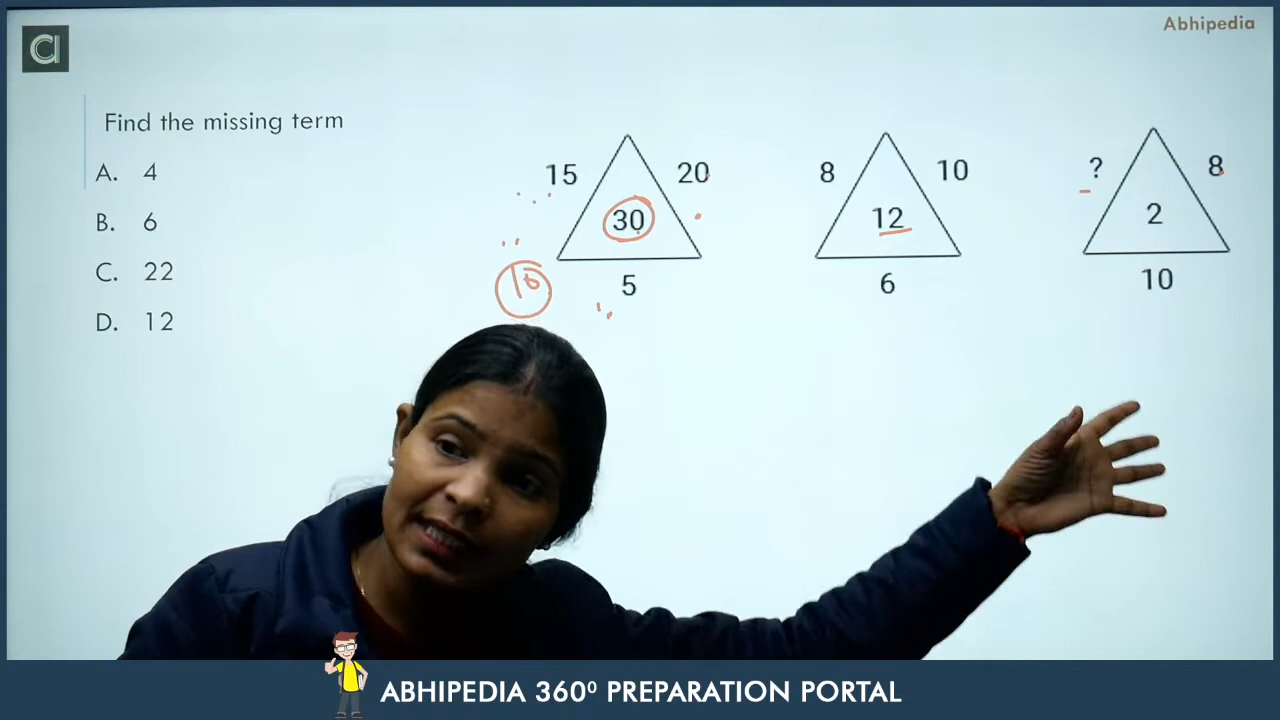 Abhipedia
Find the missing term
A. 4
B. 6
C. 22
D. 12
15 20
30
5
8 10
12
6
? 8
2
10
10
ABHIPEDIA 360⁰ PREPARATION PORTAL